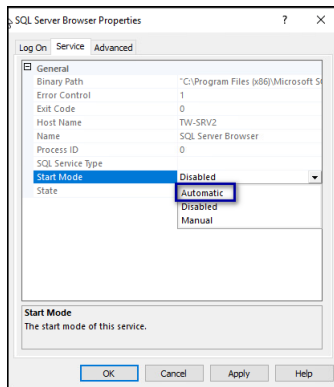 SQL Server Browser Properties ? ×
Log On Service Advanced
General
Binary Path "C:\Program Files (x86)\Microsoft S
Error Control 1
Exit Code 0
Host Name TW-SRV2
Name SQL Server Browser
Process ID 0
SQL Service Type
Start Mode Disabled
State Automatic
Disabled
Manual
Start Mode
The start mode of this service.
OK Cancel Apply Help